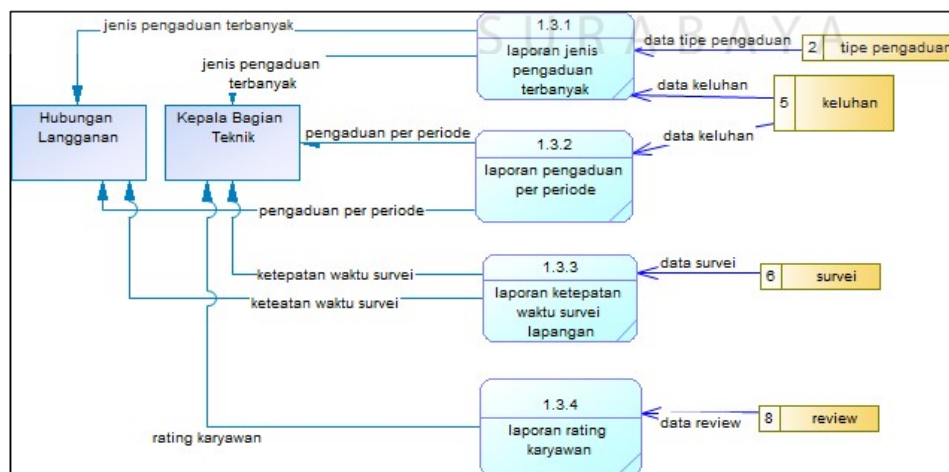 SURABAYA
jenis pengaduan terbanyak
1.3.1
laporan jenis
pengaduan
terbanyak
data tipe pengaduan
2 tipe pengaduan
jenis pengaduan
terbanyak
data keluhan
5 keluhan
Hubungan
Langganan
Kepala Bagian
Teknik
pengaduan per periode
1.3.2
laporan pengaduan
per periode
data keluhan
pengaduan per periode
1.3.3
laporan ketepatan
waktu survei
lapangan
data survei
6 survei
ketepatan waktu survei
keteatan waktu survei
1.3.4
laporan rating
karyawan
data review
8 review
rating karyawan